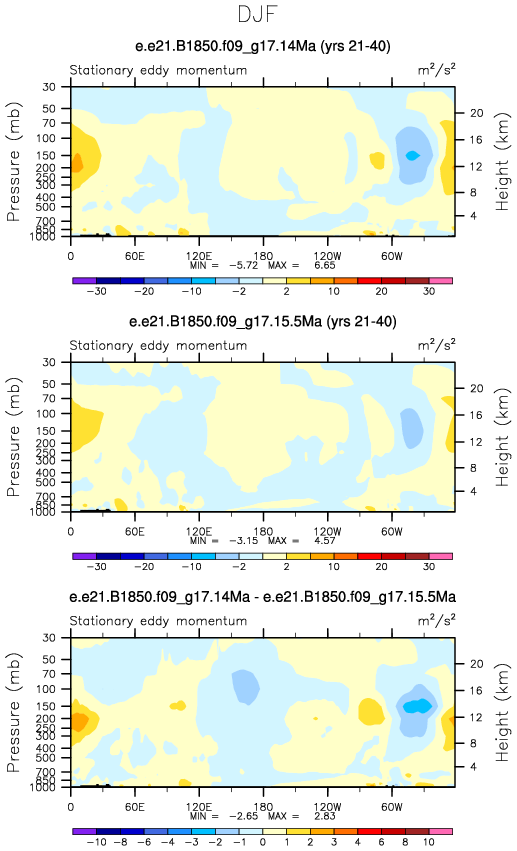 DJF
e.e21.B1850.f09_g17.14Ma (yrs 21-40)
Stationary eddy momentum m²/s²
Pressure (mb)
30
50
70
100
150
200
250
300
400
500
700
850
1000
Height (km)
20
16
12
8
4
0 60E 120E 180 120W 60W
MIN = -5.72 MAX = 6.65
-30 -20 -10 -2 2 10 20 30
e.e21.B1850.f09_g17.15.5Ma (yrs 21-40)
Stationary eddy momentum m²/s²
Pressure (mb)
30
50
70
100
150
200
250
300
400
500
700
850
1000
Height (km)
20
16
12
8
4
0 60E 120E 180 120W 60W
MIN = -3.15 MAX = 4.57
-30 -20 -10 -2 2 10 20 30
e.e21.B1850.f09_g17.14Ma - e.e21.B1850.f09_g17.15.5Ma
Stationary eddy momentum m²/s²
Pressure (mb)
30
50
70
100
150
200
250
300
400
500
700
850
1000
Height (km)
20
16
12
8
4
0 60E 120E 180 120W 60W
MIN = -2.65 MAX = 2.83
-10 -8 -6 -4 -3 -2 -1 0 1 2 3 4 6 8 10